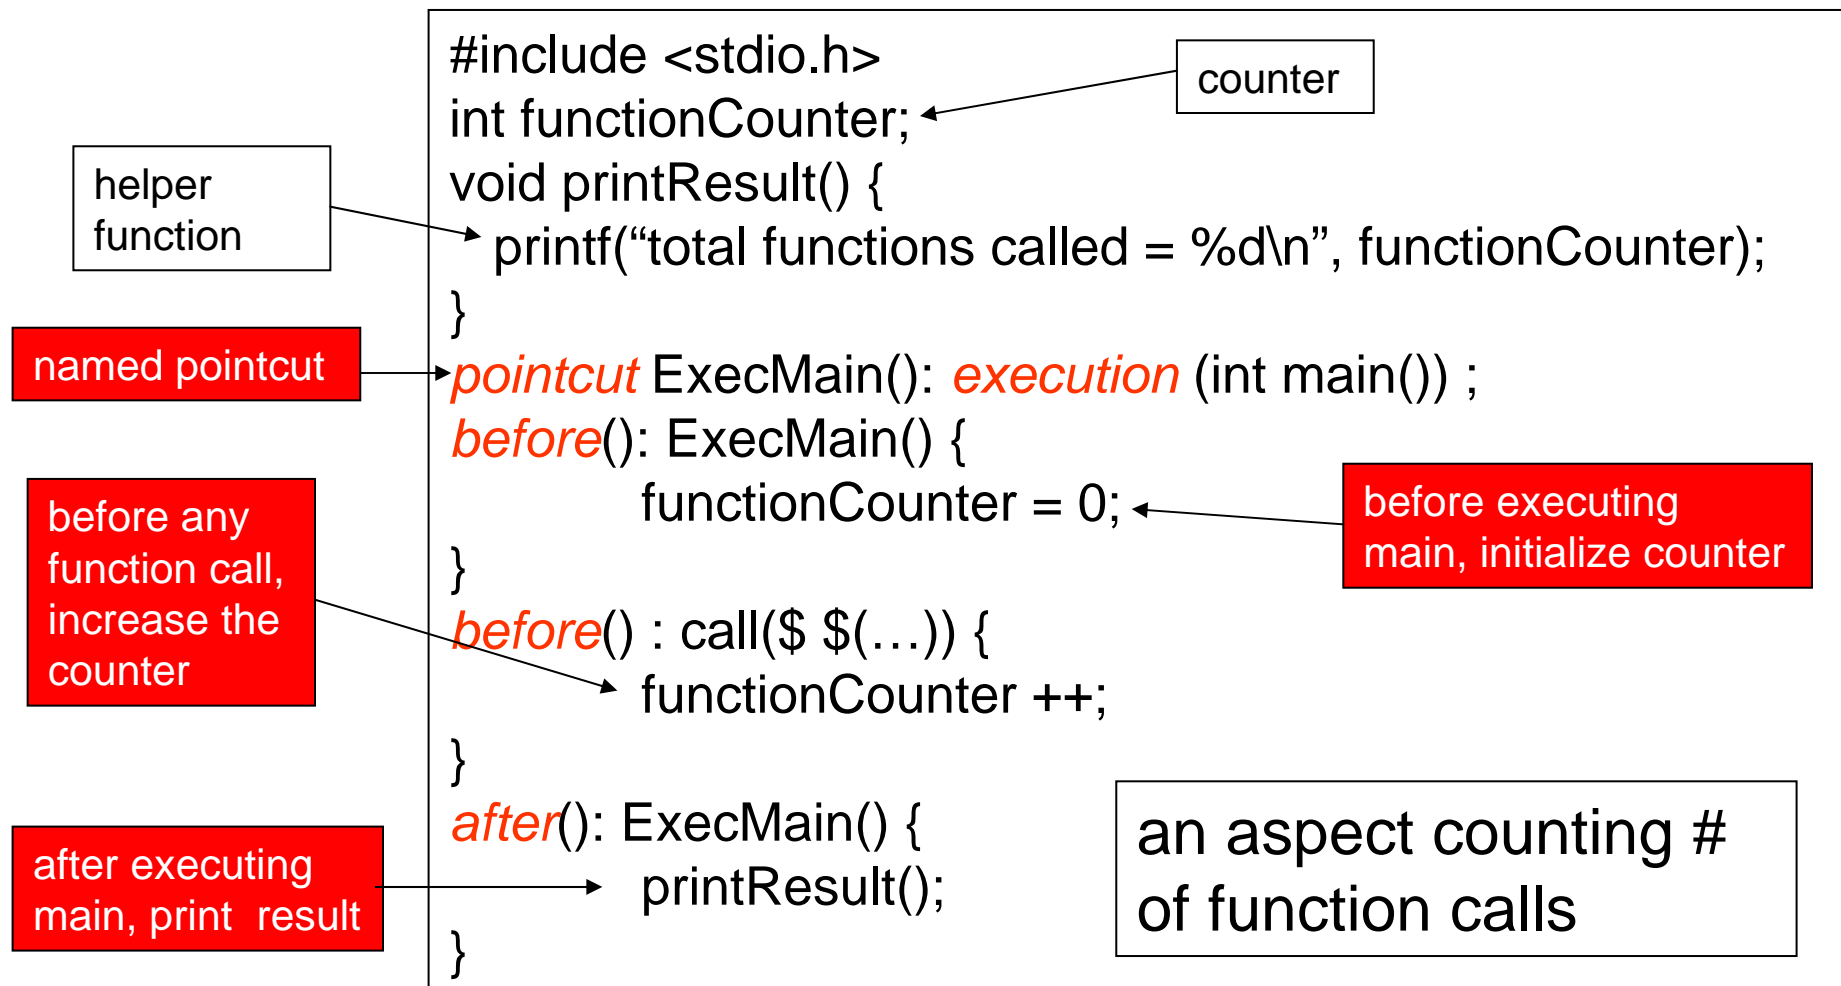 #include <stdio.h>
int functionCounter;
void printResult() {
printf(“total functions called = %d\n”, functionCounter);
}
pointcut ExecMain(): execution (int main()) ;
before(): ExecMain() {
functionCounter = 0;
}
before() : call($ $(…)) {
functionCounter ++;
}
after(): ExecMain() {
printResult();
}
counter
helper
function
named pointcut
before any
function call,
increase the
counter
before executing
main, initialize counter
after executing
main, print  result
an aspect counting #
of function calls